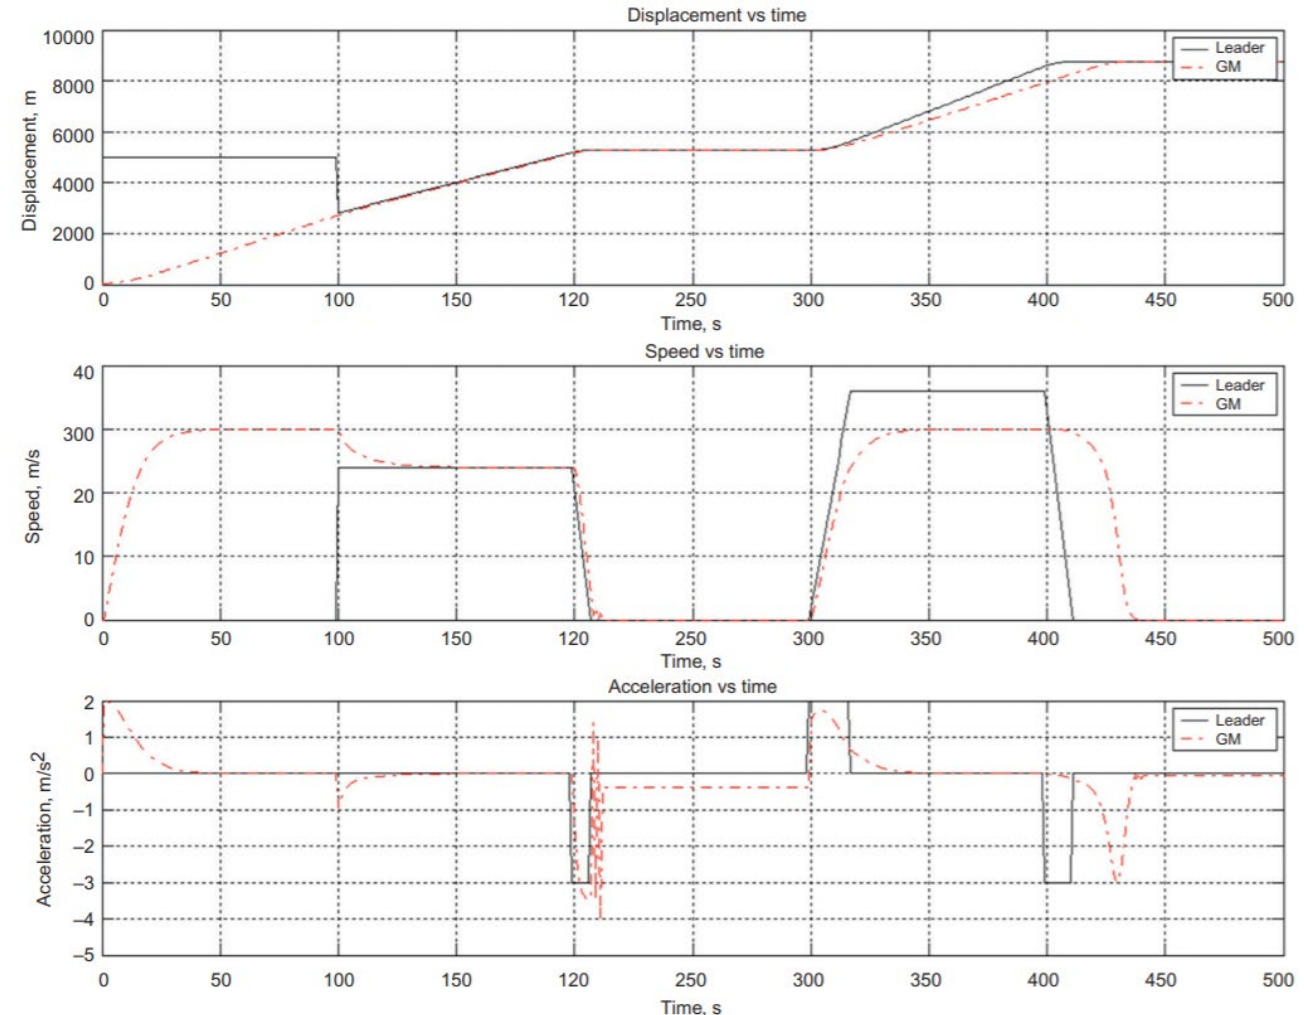 Displacement vs time
Displacement, m
10000
8000
6000
4000
2000
0
Leader
GM
0 50 100 150 120 250 300 350 400 450 500
Time, s
Speed vs time
Speed, m/s
40
300
20
10
0
Leader
GM
0 50 100 150 120 250 300 350 400 450 500
Time, s
Acceleration vs time
Acceleration, m/s2
2
1
0
–1
–2
–3
–4
–5
Leader
GM
0 50 100 150 120 250 300 350 400 450 500
Time, s